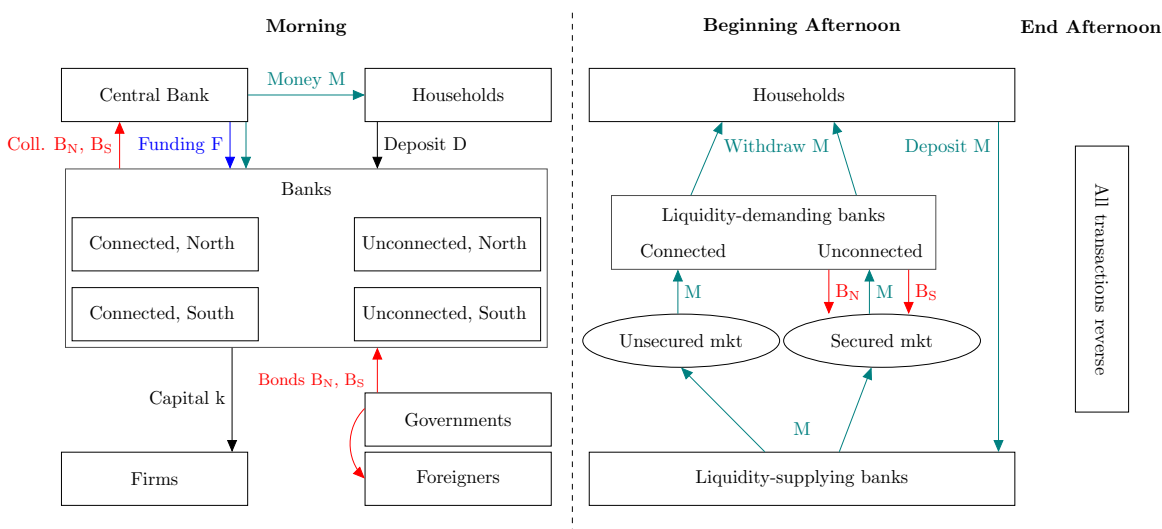 Morning
Beginning Afternoon
End Afternoon
Central Bank
Money M
Households
Coll. B_N, B_S
Funding F
Deposit D
Banks
Connected, North
Unconnected, North
Connected, South
Unconnected, South
Capital k
Bonds B_N, B_S
Governments
Firms
Foreigners
Households
Withdraw M
Deposit M
Liquidity-demanding banks
Connected
Unconnected
M
B_N
M
B_S
Unsecured mkt
Secured mkt
M
Liquidity-supplying banks
All transactions reverse